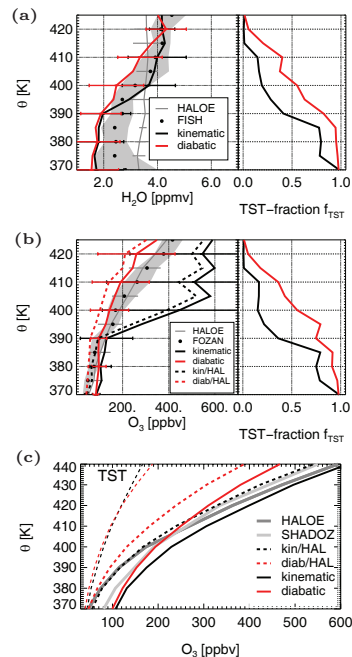 (a)
420
410
400
390
380
370
θ [K]
HALOE
FISH
kinematic
diabatic
2.0 4.0 6.0
0.0 0.5 1.0
H2O [ppmv]
TST−fraction fTST
(b)
420
410
400
390
380
370
θ [K]
HALOE
FOZAN
kinematic
diabatic
kin/HAL
diab/HAL
200. 400. 600.
0.0 0.5 1.0
O3 [ppbv]
TST−fraction fTST
(c)
TST
440
420
400
380
θ [K]
HALOE
SHADOZ
kin/HAL
diab/HAL
kinematic
diabatic
100 200 300 400 500 600
O3 [ppbv]